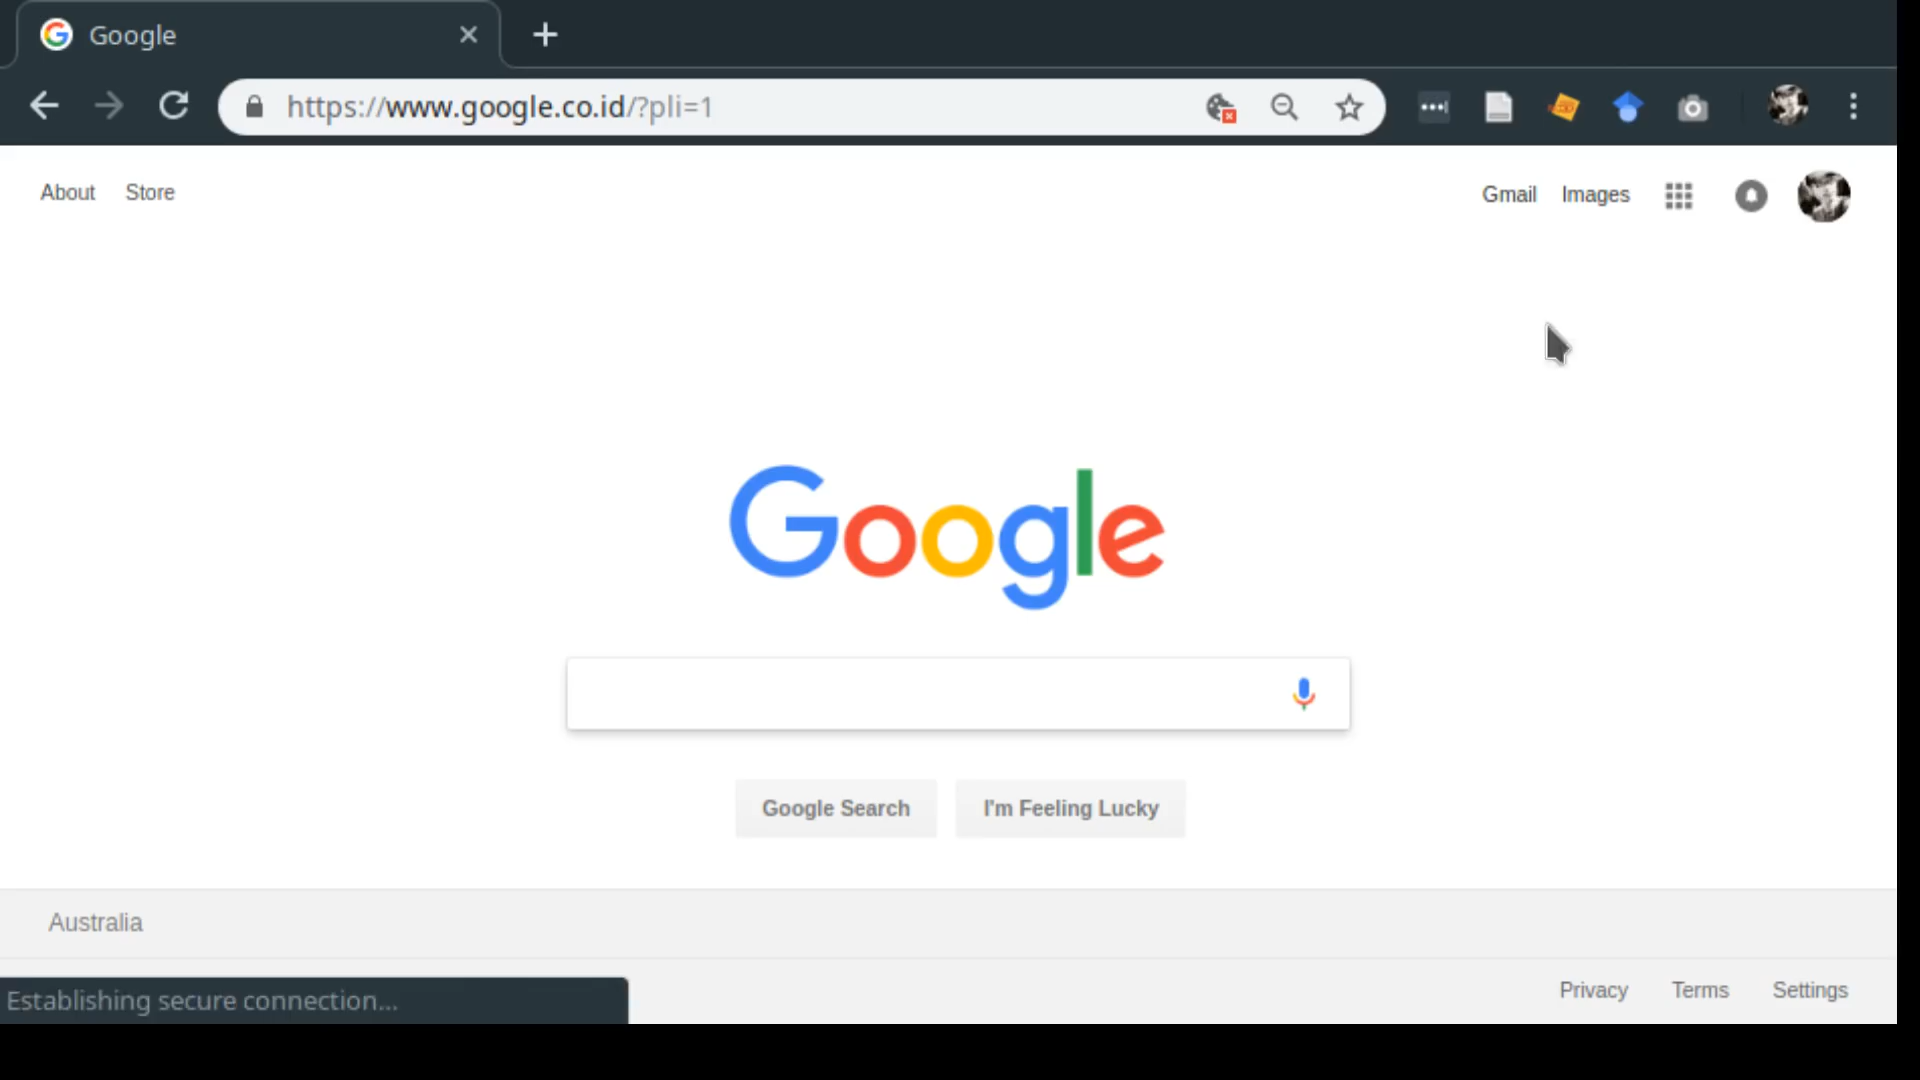 Google
https://www.google.co.id/?pli=1
About Store
Gmail Images
Google
Google Search
I'm Feeling Lucky
Australia
Establishing secure connection...
Privacy Terms Settings